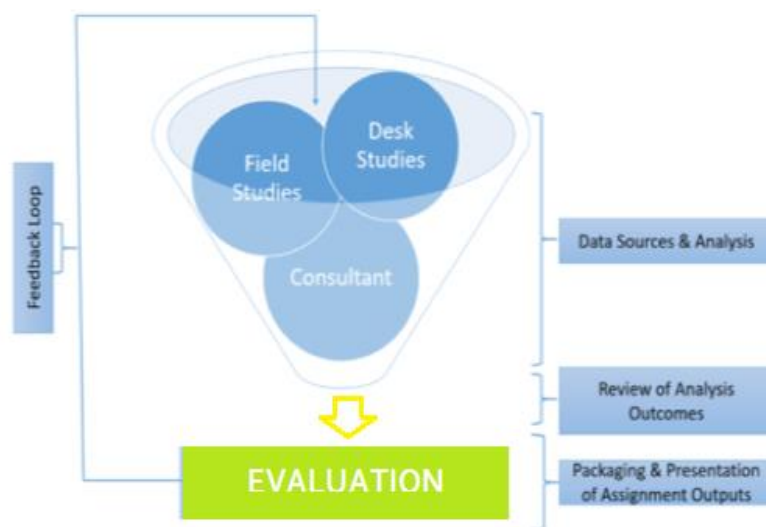 Desk
Studies
Field
Studies
Consultant
Feedback Loop
Data Sources & Analysis
Review of Analysis
Outcomes
EVALUATION
Packaging & Presentation
of Assignment Outputs